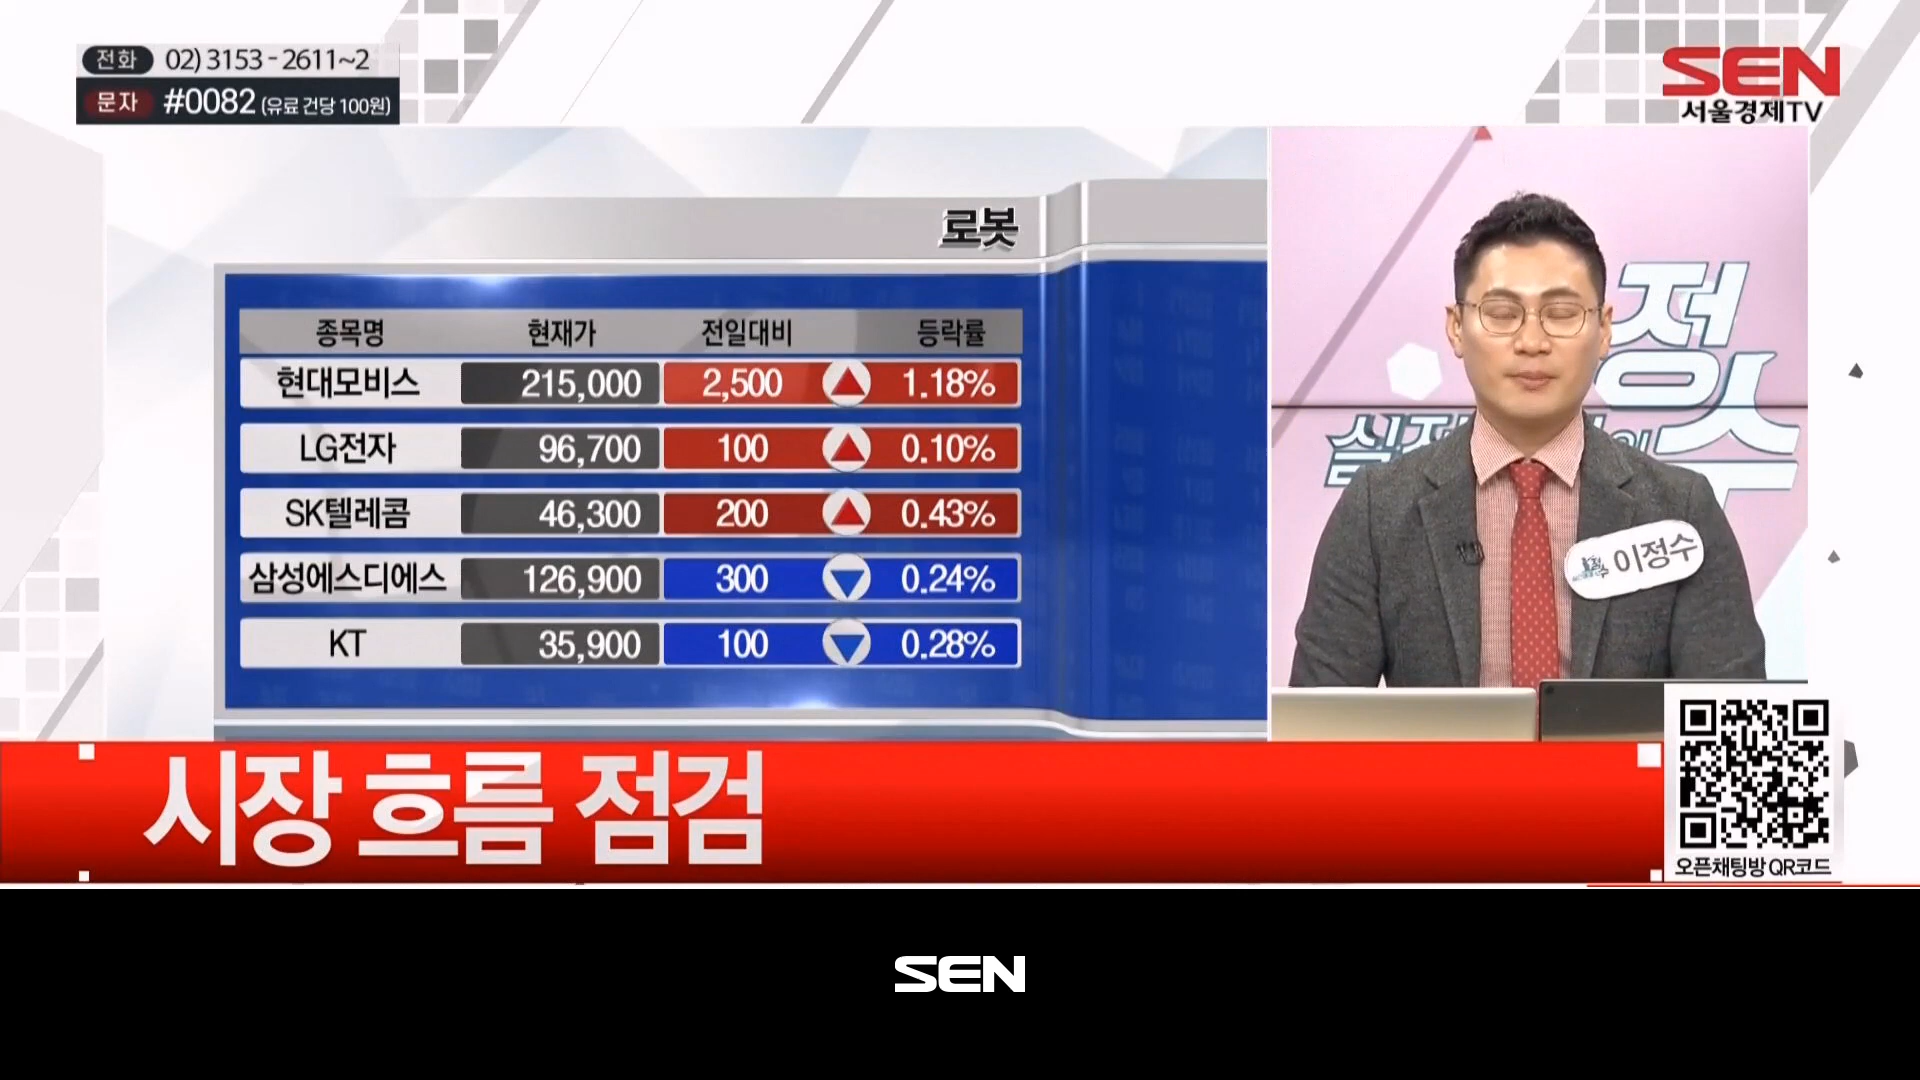 전화 02) 3153 - 2611~2
문자 #0082 (유료 건당 100원)
SEN
서울경제TV
로봇
종목명 현재가 전일대비 등락률
현대모비스 215,000 2,500 ▲ 1.18%
LG전자 96,700 100 ▲ 0.10%
SK텔레콤 46,300 200 ▲ 0.43%
삼성에스디에스 126,900 300 ▼ 0.24%
KT 35,900 100 ▼ 0.28%
이정수
시장 흐름 점검
오픈채팅방 QR코드
SEN